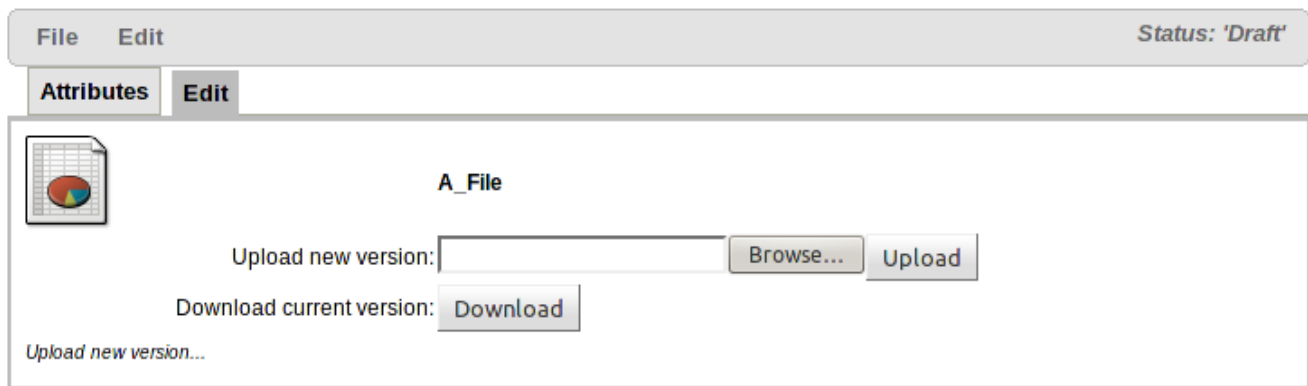 File Edit Status: 'Draft'
Attributes Edit
A_File
Upload new version: Browse... Upload
Download current version: Download
Upload new version...